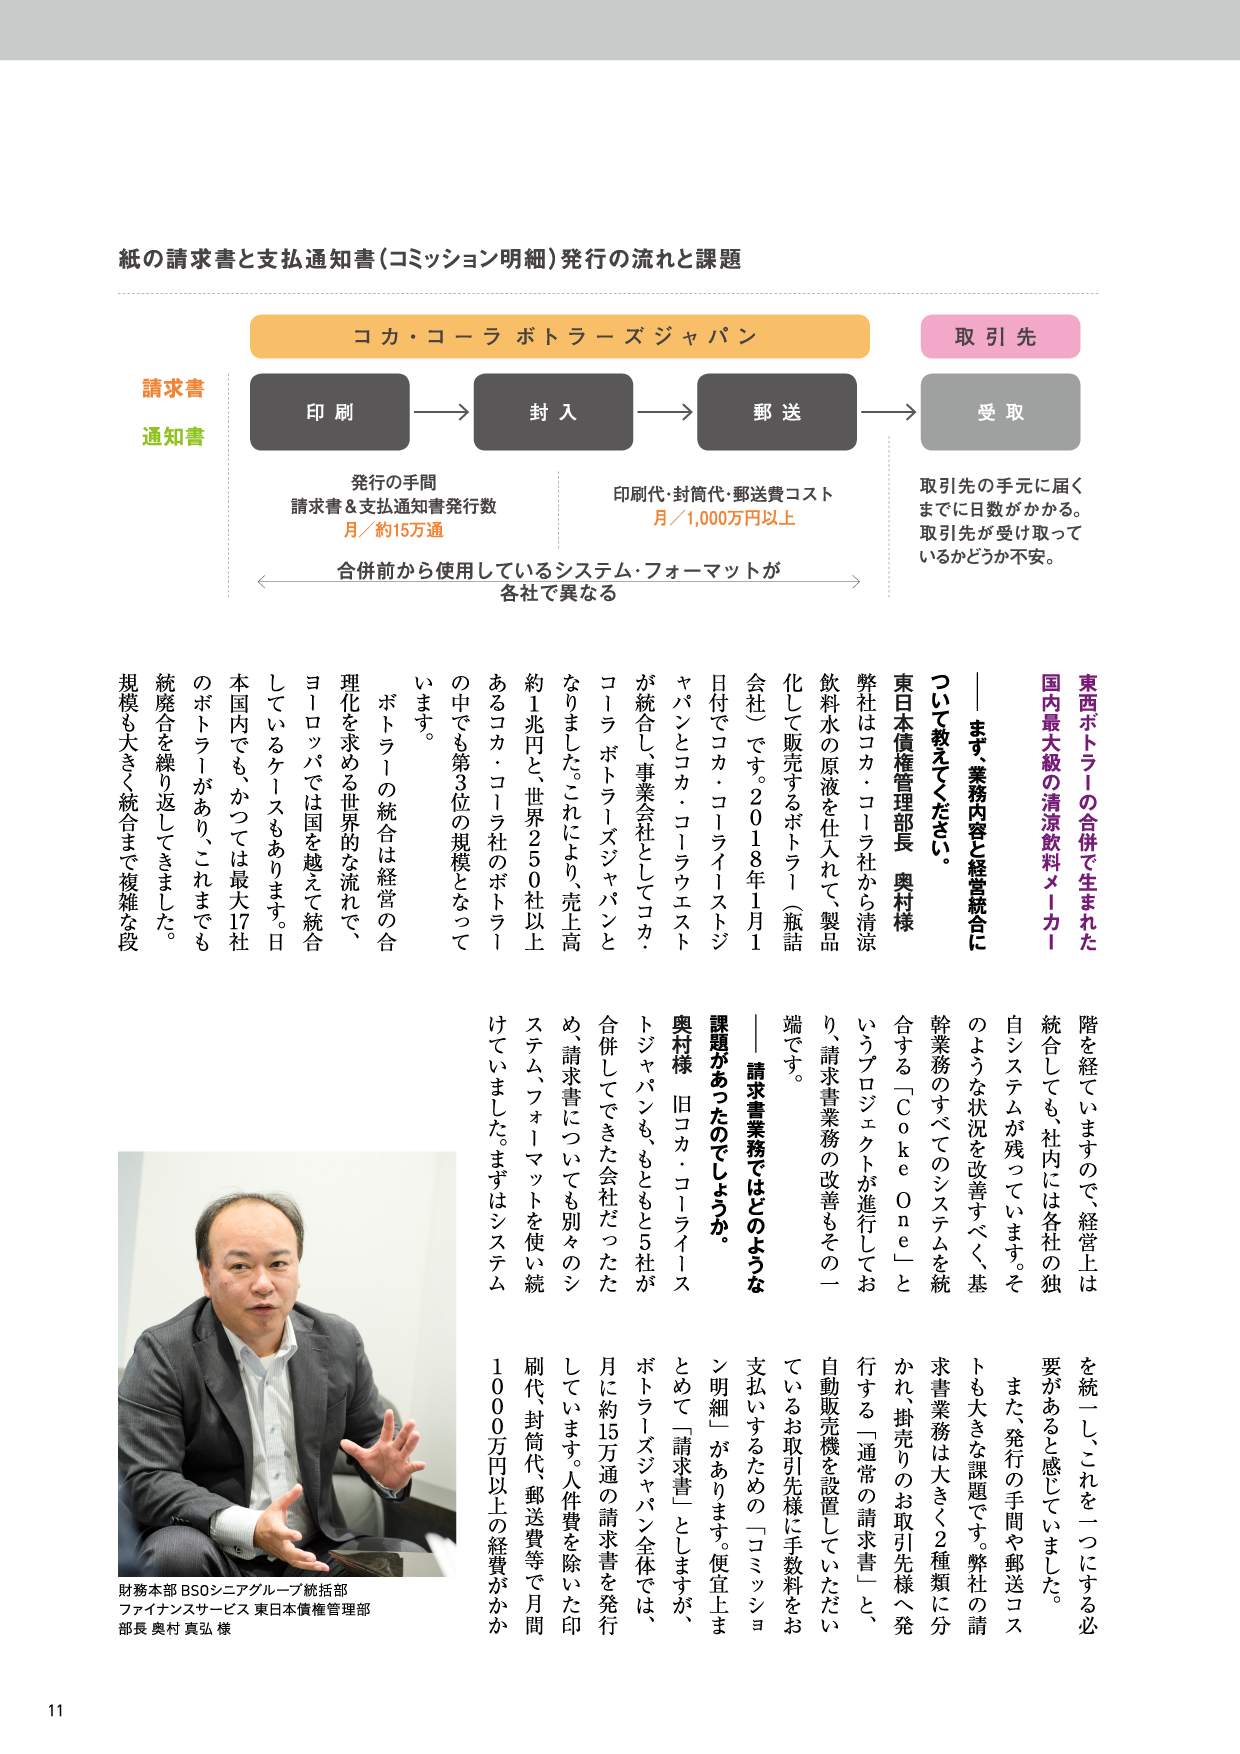 紙の請求書と支払通知書（コミッション明細）発行の流れと課題
コカ・コーラ ボトラーズジャパン
取引先
請求書
通知書
印刷
封入
郵送
受取
発行の手間
請求書＆支払通知書発行数
月／約15万通
印刷代・封筒代・郵送費コスト
月／1,000万円以上
取引先の手元に届く
までに日数がかかる。
取引先が受け取って
いるかどうか不安。
合併前から使用しているシステム・フォーマットが
各社で異なる
東西ボトラーの合併で生まれた
国内最大級の清涼飲料メーカー
―― まず、業務内容と経営統合に
ついて教えてください。
東日本債権管理部長　奥村様
弊社はコカ・コーラ社から清涼
飲料水の原液を仕入れて、製品
化して販売するボトラー（瓶詰
会社）です。2018年1月1
日付でコカ・コーライーストジ
ャパンとコカ・コーラウエスト
が統合し、事業会社としてコカ・
コーラ ボトラーズジャパンと
なりました。これにより、売上高
約1兆円と、世界250社以上
あるコカ・コーラ社のボトラー
の中でも第3位の規模となって
います。
　ボトラーの統合は経営の合
理化を求める世界的な流れで、
ヨーロッパでは国を越えて統合
しているケースもあります。日
本国内でも、かつては最大17社
のボトラーがあり、これまでも
統廃合を繰り返してきました。
規模も大きく統合まで複雑な段
階を経ていますので、経営上は
統合しても、社内には各社の独
自システムが残っています。そ
のような状況を改善すべく、基
幹業務のすべてのシステムを統
合する「Coke One」と
いうプロジェクトが進行してお
り、請求書業務の改善もその一
端です。
―― 請求書業務ではどのような
課題があったのでしょうか。
奥村様　旧コカ・コーライース
トジャパンも、もともと5社が
合併してできた会社だったた
め、請求書についても別々のシ
ステム、フォーマットを使い続
けていました。まずはシステム
を統一し、これを一つにする必
要があると感じていました。
　また、発行の手間や郵送コス
トも大きな課題です。弊社の請
求書業務は大きく2種類に分
かれ、掛売りのお取引先様へ発
行する「通常の請求書」と、
自動販売機を設置していただい
ているお取引先様に手数料をお
支払いするための「コミッショ
ン明細」があります。便宜上ま
とめて「請求書」としますが、
ボトラーズジャパン全体では、
月に約15万通の請求書を発行
しています。人件費を除いた印
刷代、封筒代、郵送費等で月間
1000万円以上の経費がかか
財務本部 BSOシニアグループ統括部
ファイナンスサービス 東日本債権管理部
部長 奥村 真弘 様
11